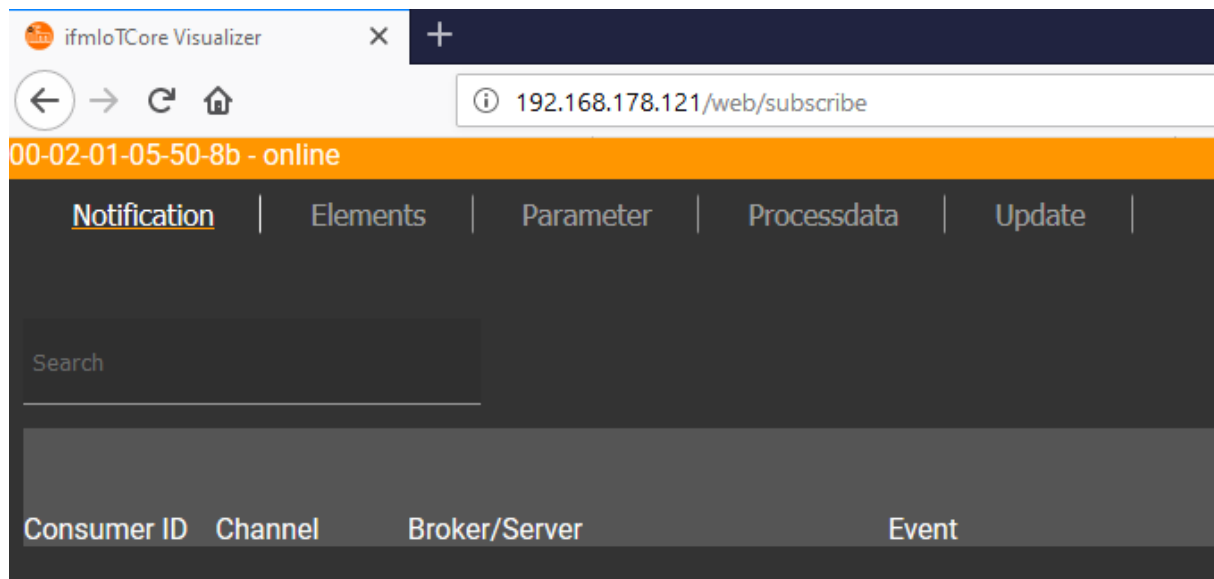 ifmIoTCore Visualizer
192.168.178.121/web/subscribe
00-02-01-05-50-8b - online
Notification Elements Parameter Processdata Update
Search
Consumer ID Channel Broker/Server Event